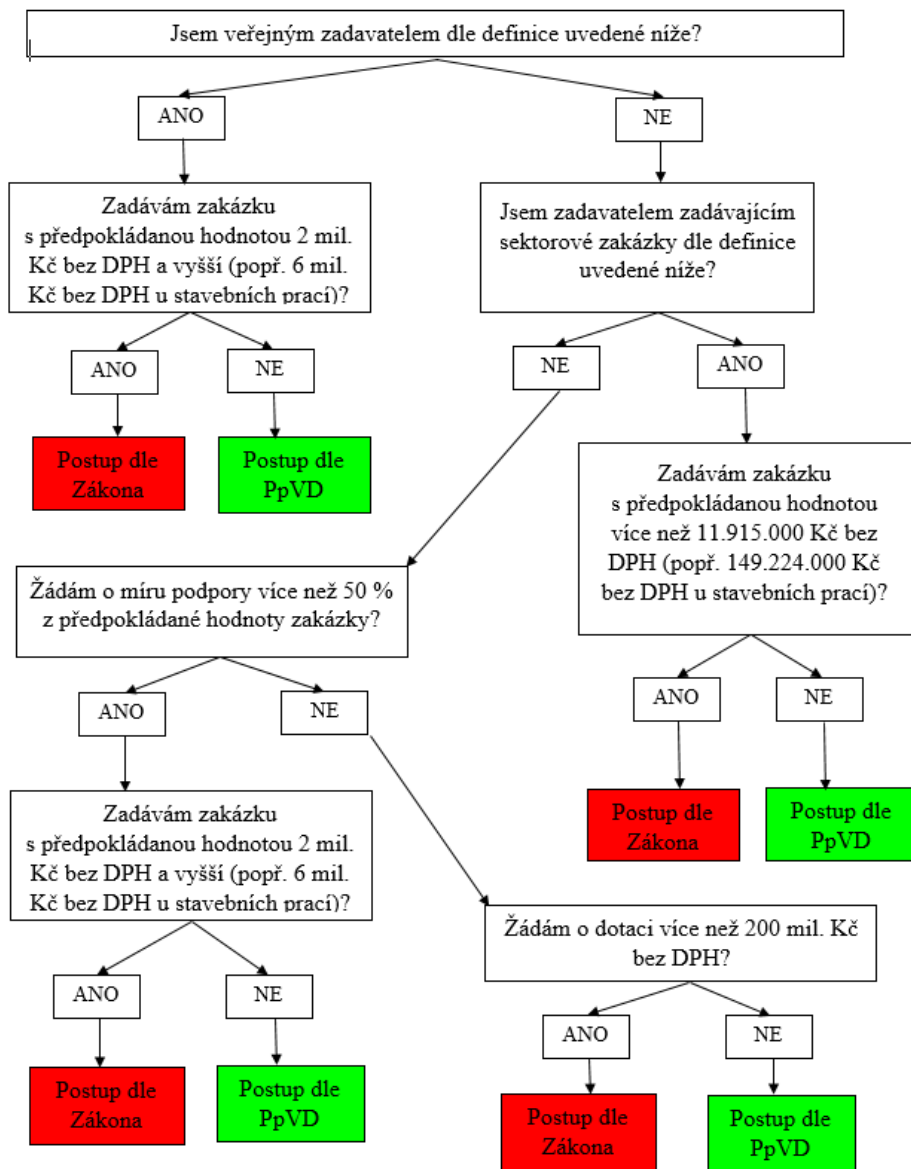 Jsem veřejným zadavatelem dle definice uvedené níže?
ANO
NE
Zadávám zakázku
s předpokládanou hodnotou 2 mil.
Kč bez DPH a vyšší (popř. 6 mil.
Kč bez DPH u stavebních prací)?
Jsem zadavatelem zadávajícím
sektorové zakázky dle definice
uvedené níže?
ANO
NE
NE
ANO
Postup dle
Zákona
Postup dle
PpVD
Zadávám zakázku
s předpokládanou hodnotou
více než 11.915.000 Kč bez
DPH (popř. 149.224.000 Kč
bez DPH u stavebních prací)?
Žádám o míru podpory více než 50 %
z předpokládané hodnoty zakázky?
ANO
NE
ANO
NE
Zadávám zakázku
s předpokládanou hodnotou 2 mil.
Kč bez DPH a vyšší (popř. 6 mil.
Kč bez DPH u stavebních prací)?
Postup dle
Zákona
Postup dle
PpVD
Žádám o dotaci více než 200 mil. Kč
bez DPH?
ANO
NE
ANO
NE
Postup dle
Zákona
Postup dle
PpVD
Postup dle
Zákona
Postup dle
PpVD